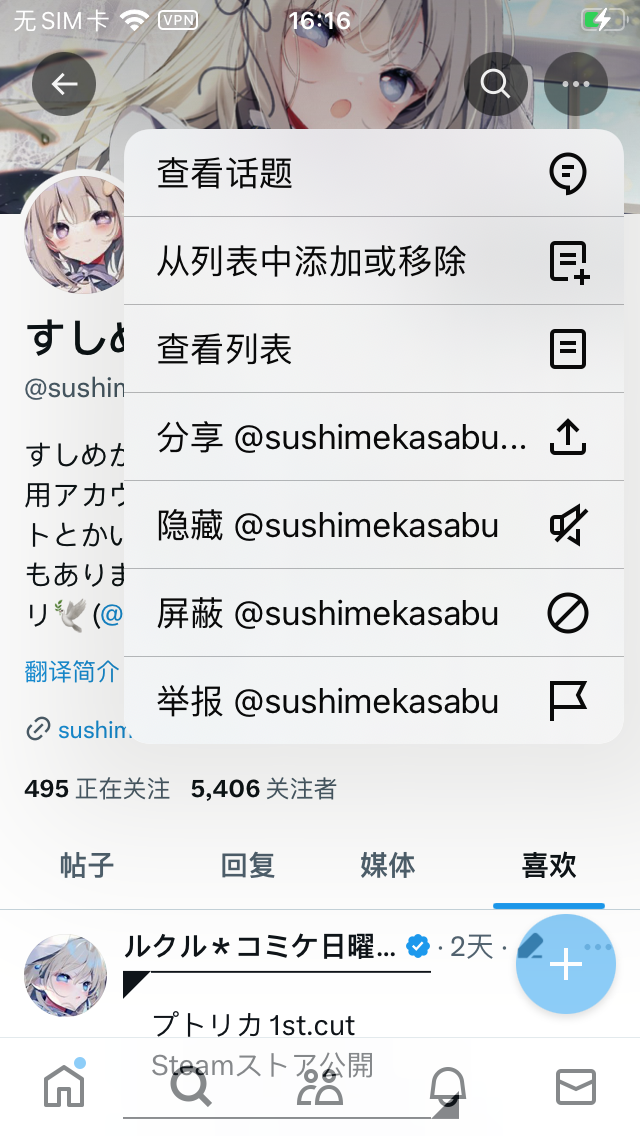 无SIM卡 VPN 16:16
查看话题
从列表中添加或移除
查看列表
分享 @sushimekasabu...
隐藏 @sushimekasabu
屏蔽 @sushimekasabu
举报 @sushimekasabu
すしめ
@sushim
すしめか
用アカウ
トとかい
もありま
リ🕊️ (@
翻译简介
sushim
495 正在关注 5,406 关注者
帖子 回复 媒体 喜欢
ルクル＊コミケ日曜... · 2天 ·
プトリカ 1st.cut
Steamストア公開